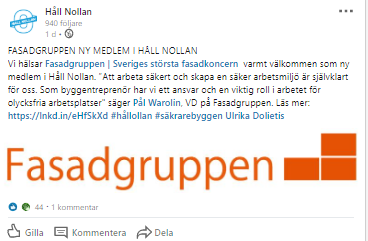 Håll Nollan
940 följare
1 d •
FASADGRUPPEN NY MEDLEM I HÅLL NOLLAN
Vi hälsar Fasadgruppen | Sveriges största fasadkoncern varmt välkommen som ny
medlem i Håll Nollan. "Att arbeta säkert och skapa en säker arbetsmiljö är självklart
för oss. Som byggentreprenör har vi ett ansvar och en viktig roll i arbetet för
olycksfria arbetsplatser" säger Pål Warolin, VD på Fasadgruppen. Läs mer:
https://lnkd.in/eHfSkXd #hållollan #säkrarebyggen Ulrika Dolietis
Fasadgruppen
44 • 1 kommentar
Gilla Kommentera Dela